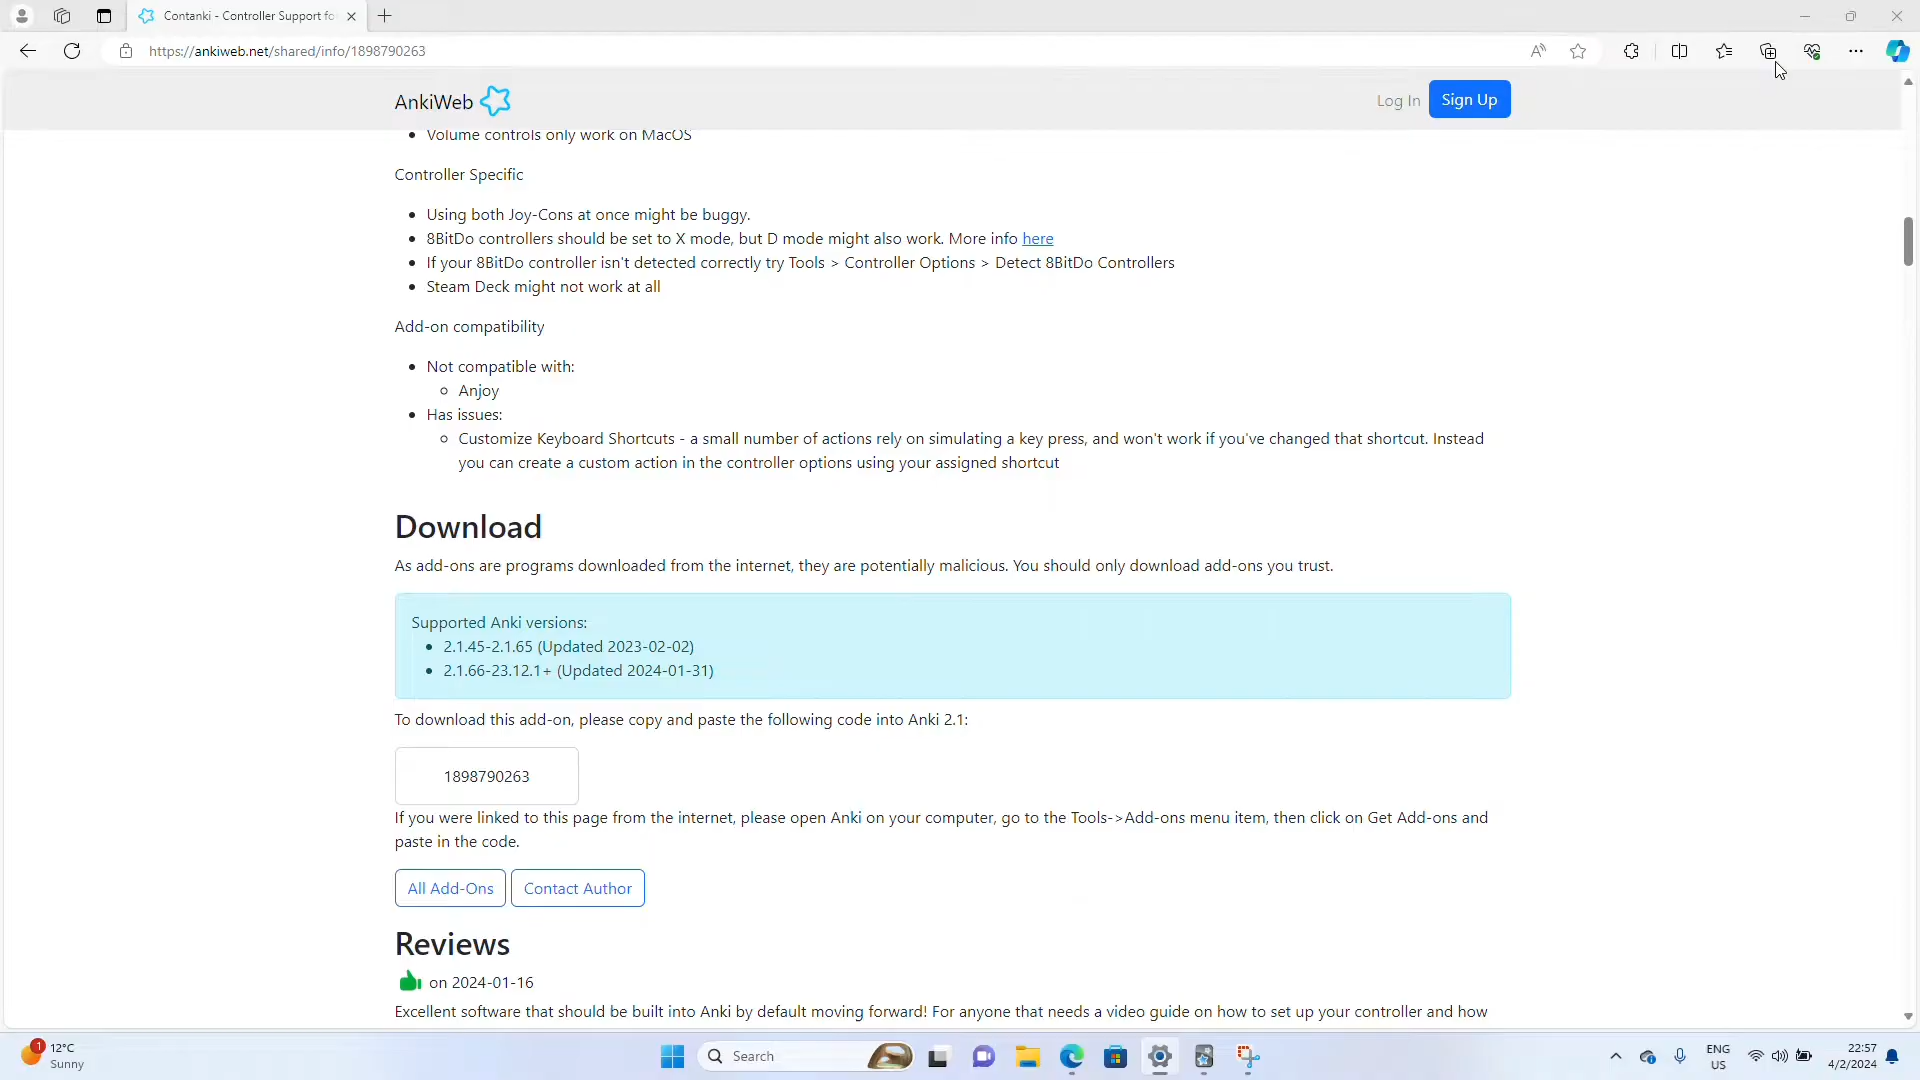 Contanki - Controller Support fo
https://ankiweb.net/shared/info/1898790263
AnkiWeb
Log In
Sign Up
Volume controls only work on MacOS
Controller Specific
Using both Joy-Cons at once might be buggy.
8BitDo controllers should be set to X mode, but D mode might also work. More info here
If your 8BitDo controller isn't detected correctly try Tools > Controller Options > Detect 8BitDo Controllers
Steam Deck might not work at all
Add-on compatibility
Not compatible with:
Anjoy
Has issues:
Customize Keyboard Shortcuts - a small number of actions rely on simulating a key press, and won't work if you've changed that shortcut. Instead
you can create a custom action in the controller options using your assigned shortcut
Download
As add-ons are programs downloaded from the internet, they are potentially malicious. You should only download add-ons you trust.
Supported Anki versions:
2.1.45-2.1.65 (Updated 2023-02-02)
2.1.66-23.12.1+ (Updated 2024-01-31)
To download this add-on, please copy and paste the following code into Anki 2.1:
1898790263
If you were linked to this page from the internet, please open Anki on your computer, go to the Tools->Add-ons menu item, then click on Get Add-ons and
paste in the code.
All Add-Ons
Contact Author
Reviews
on 2024-01-16
Excellent software that should be built into Anki by default moving forward! For anyone that needs a video guide on how to set up your controller and how
1
12°C
Sunny
Search
ENG
US
22:57
4/2/2024